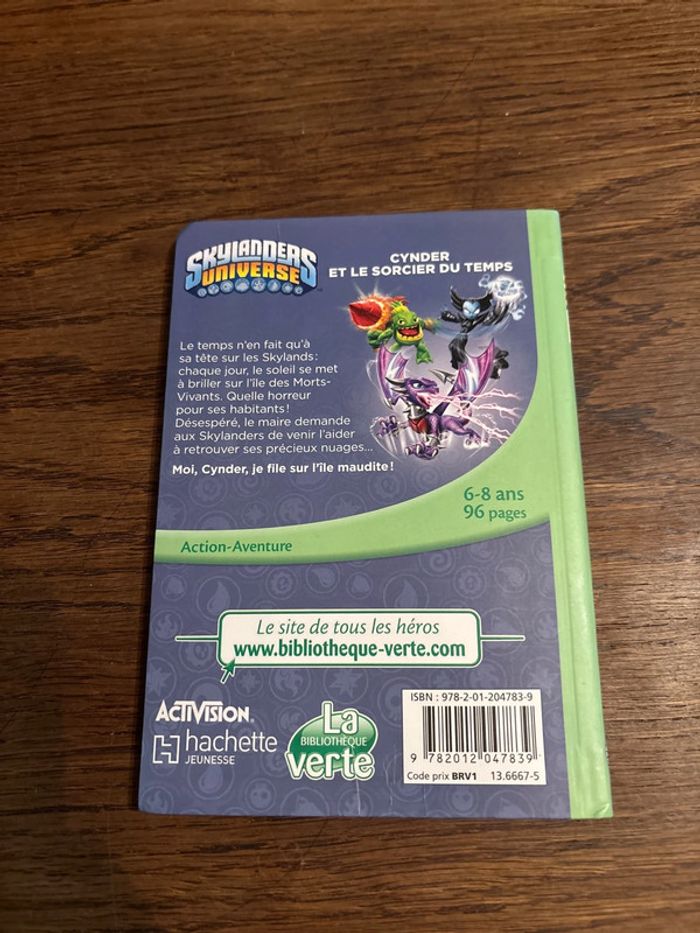 SKYLANDERS
UNIVERSE
CYNDER
ET LE SORCIER DU TEMPS
Le temps n'en fait qu'à
sa tête sur les Skylands :
chaque jour, le soleil se met
à briller sur l'île des Morts-
Vivants. Quelle horreur
pour ses habitants !
Désespéré, le maire demande
aux Skylanders de venir l'aider
à retrouver ses précieux nuages...
Moi, Cynder, je file sur l'île maudite !
6-8 ans
96 pages
Action-Aventure
Le site de tous les héros
www.bibliotheque-verte.com
ACTIVISION.
hachette
JEUNESSE
La
BIBLIOTHÈQUE
verte
ISBN : 978-2-01-204783-9
9 782012 047839
Code prix BRV1 13.6667-5